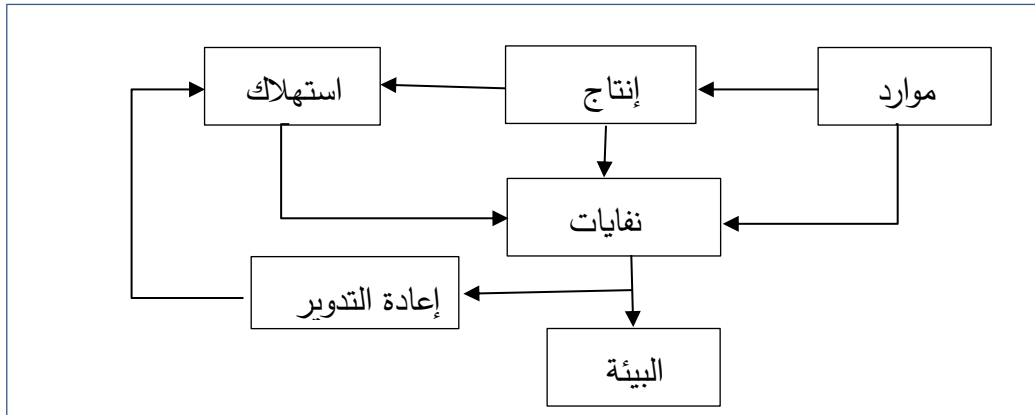 موارد
إنتاج
استهلاك
نفايات
إعادة التدوير
البيئة